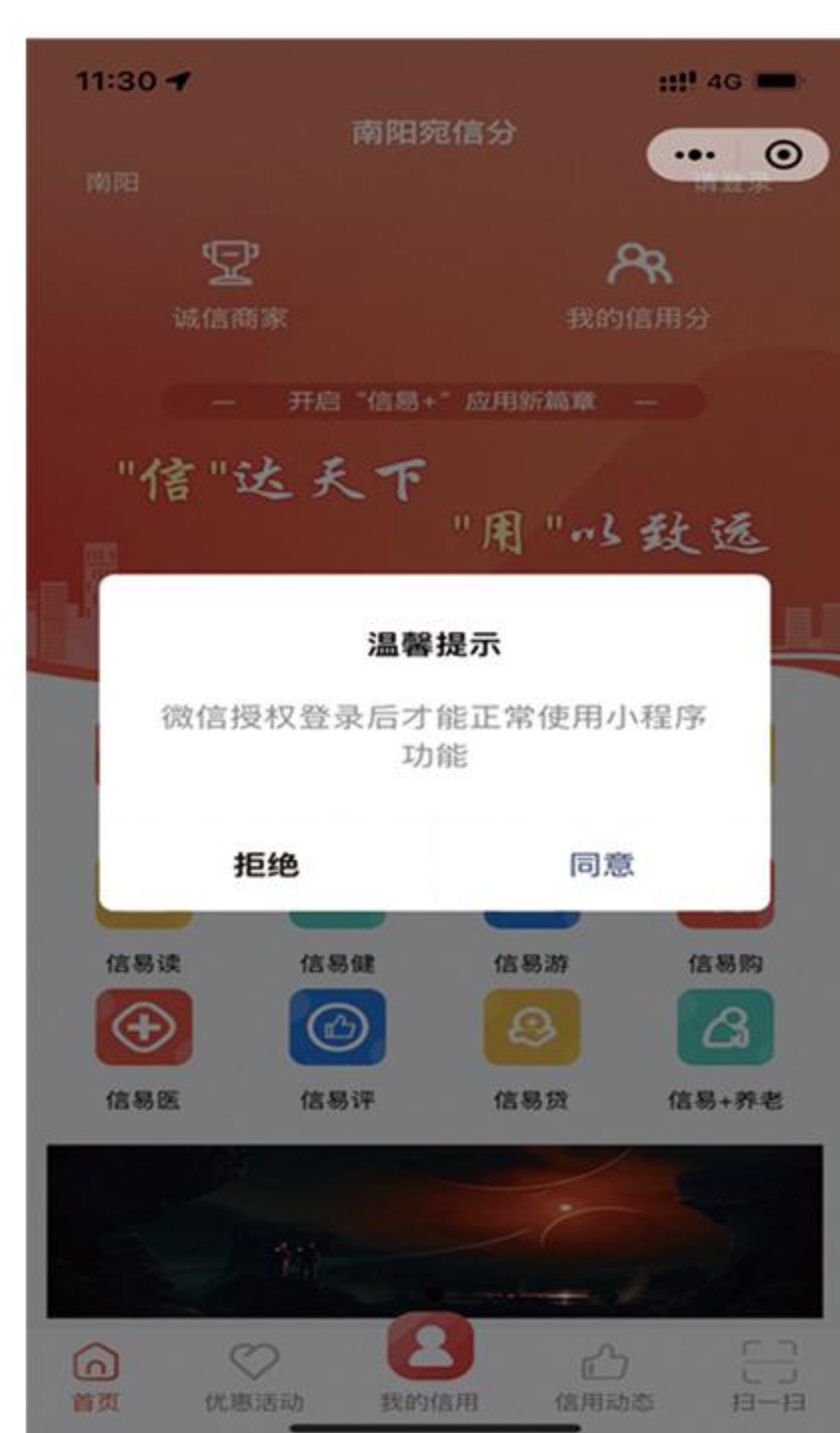 11:30
4G
南阳宛信分
南阳
请登录
诚信商家
我的信用分
— 开启"信易+"应用新篇章 —
"信"达天下
"用"以致远
温馨提示
微信授权登录后才能正常使用小程序
功能
拒绝
同意
信易读
信易健
信易游
信易购
信易医
信易评
信易贷
信易+养老
首页
优惠活动
我的信用
信用动态
扫一扫